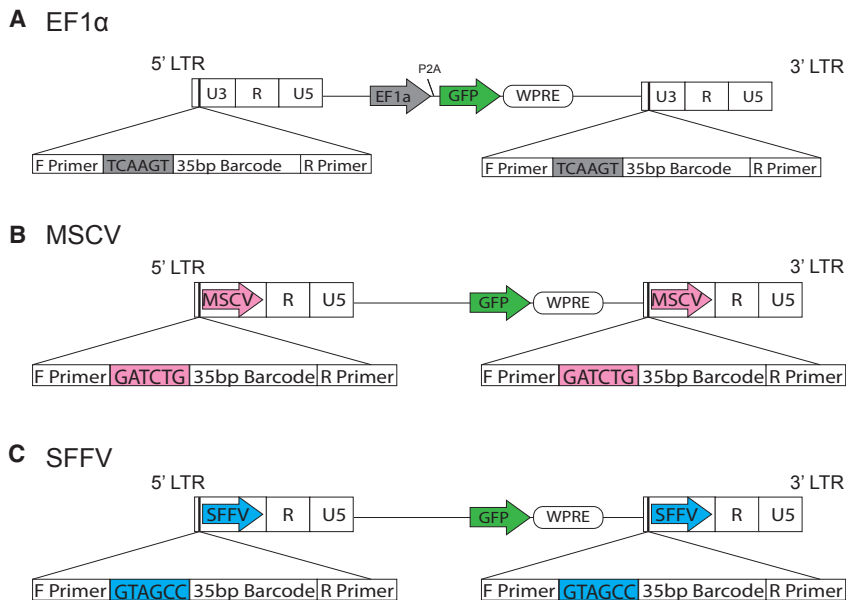 A EF1α
5' LTR
P2A
3' LTR
U3 R U5 EF1a GFP WPRE U3 R U5
F Primer TCAAGT 35bp Barcode R Primer
F Primer TCAAGT 35bp Barcode R Primer
B MSCV
5' LTR
3' LTR
MSCV R U5 GFP WPRE MSCV R U5
F Primer GATCTG 35bp Barcode R Primer
F Primer GATCTG 35bp Barcode R Primer
C SFFV
5' LTR
3' LTR
SFFV R U5 GFP WPRE SFFV R U5
F Primer GTAGCC 35bp Barcode R Primer
F Primer GTAGCC 35bp Barcode R Primer